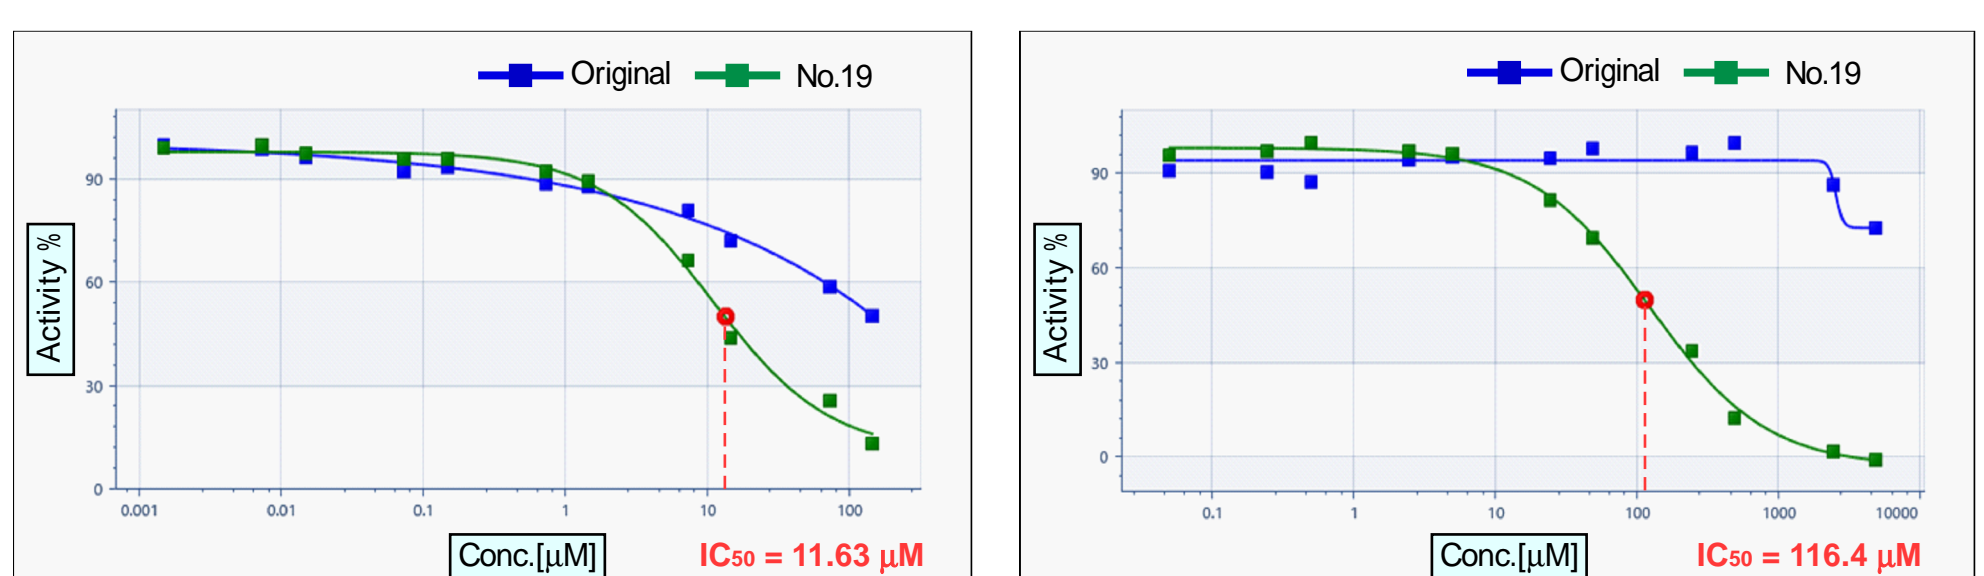 Original No.19
90
60
30
0
0.001 0.01 0.1 1 10 100
Activity %
Conc.[μM]
IC50 = 11.63 μM
Original No.19
90
60
30
0
0.1 1 10 100 1000 10000
Activity %
Conc.[μM]
IC50 = 116.4 μM